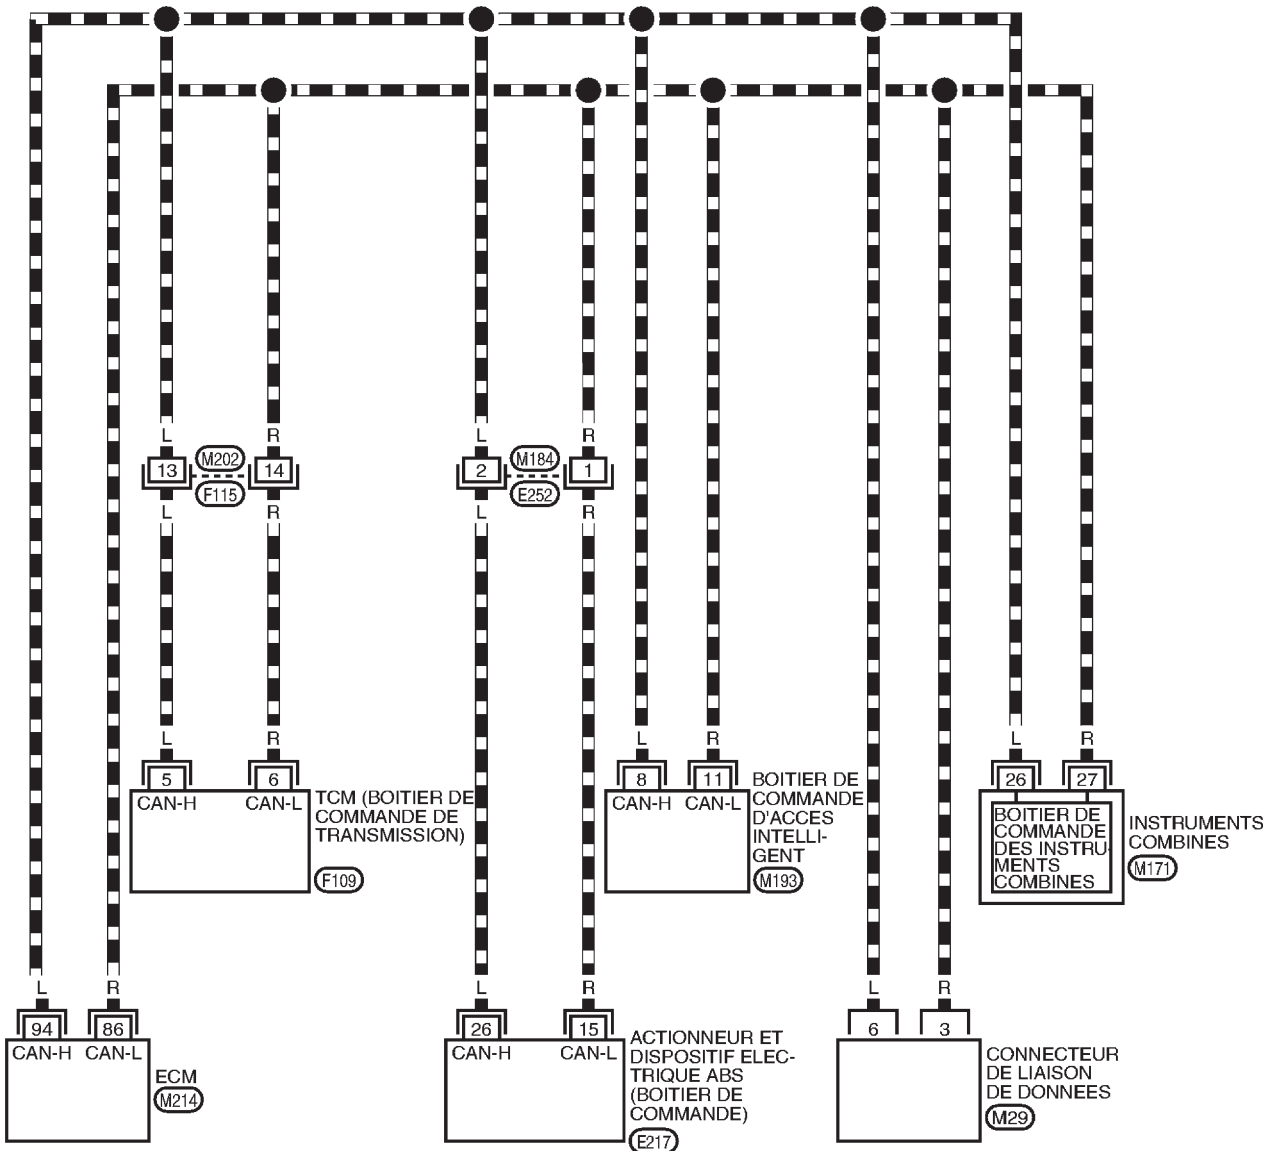 L
R
L
R
13
M202
14
2
M184
1
F115
E252
L
R
L
R
L
R
L
R
L
R
5
6
8
11
26
27
CAN-H
CAN-L
TCM (BOITIER DE
COMMANDE DE
TRANSMISSION)
F109
CAN-H
CAN-L
BOITIER DE
COMMANDE
D'ACCES
INTELLI-
GENT
M193
BOITIER DE
COMMANDE
DES INSTRU-
MENTS
COMBINES
INSTRUMENTS
COMBINES
M171
L
R
L
R
L
R
94
86
26
15
6
3
CAN-H
CAN-L
ECM
M214
CAN-H
CAN-L
ACTIONNEUR ET
DISPOSITIF ELEC-
TRIQUE ABS
(BOITIER DE
COMMANDE)
E217
CONNECTEUR
DE LIAISON
DE DONNEES
M29